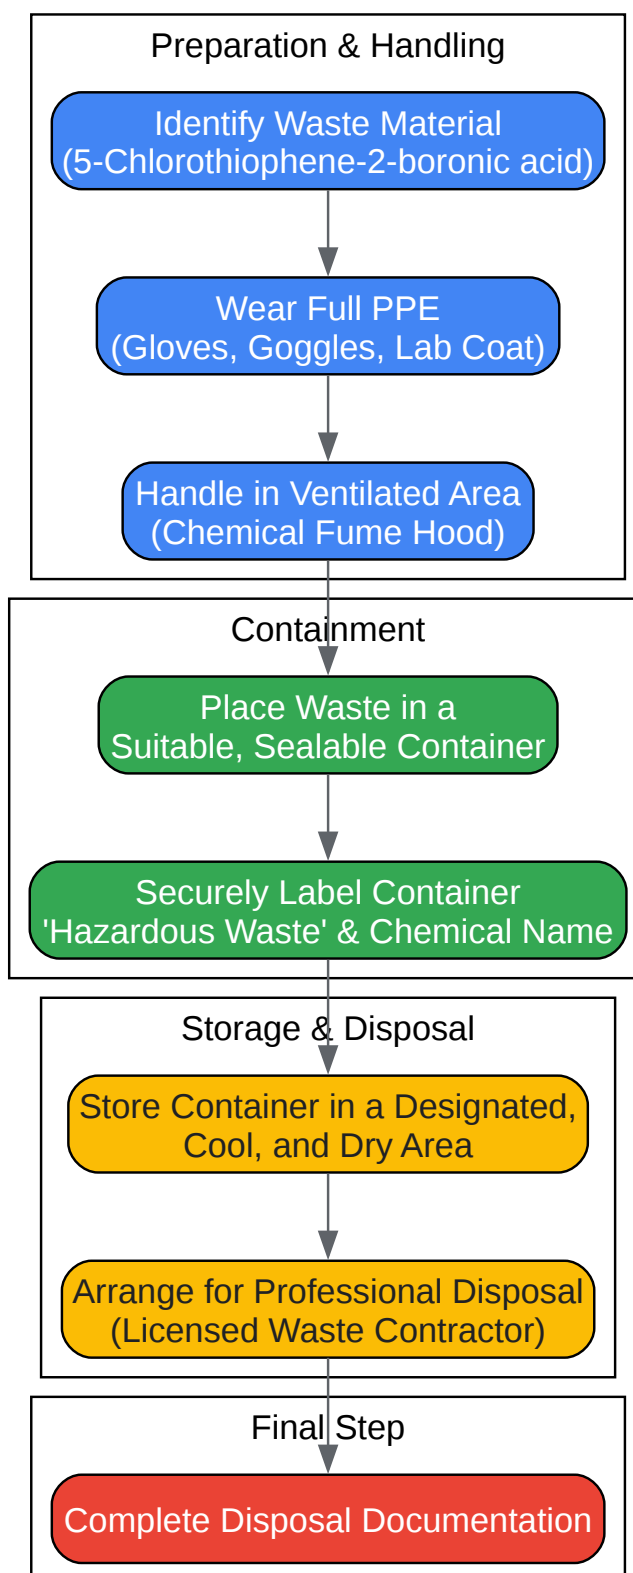 Preparation & Handling
Identify Waste Material
(5-Chlorothiophene-2-boronic acid)
Wear Full PPE
(Gloves, Goggles, Lab Coat)
Handle in Ventilated Area
(Chemical Fume Hood)
Containment
Place Waste in a
Suitable, Sealable Container
Securely Label Container
'Hazardous Waste' & Chemical Name
Storage & Disposal
Store Container in a Designated,
Cool, and Dry Area
Arrange for Professional Disposal
(Licensed Waste Contractor)
Final Step
Complete Disposal Documentation